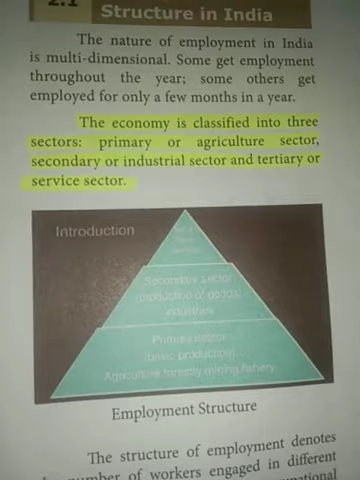 2.1
Structure in India
The nature of employment in India
is multi-dimensional. Some get employment
throughout the year; some others get
employed for only a few months in a year.
The economy is classified into three
sectors: primary or agriculture sector,
secondary or industrial sector and tertiary or
service sector.
Introduction
Secondary sector
(production of goods)
industries
Primary sector
(basic production)
Agriculture forestry mining fishery
Employment Structure
The structure of employment denotes
number of workers engaged in different